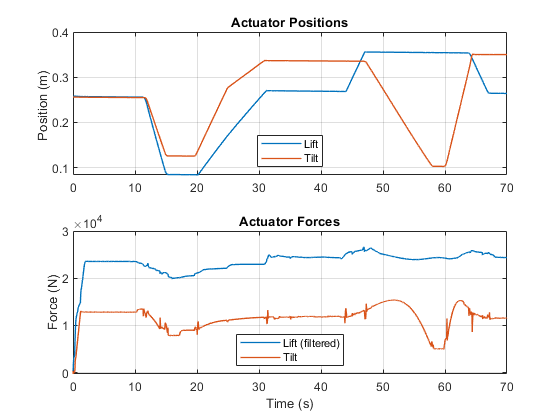 Actuator Positions
0.4
0.3
0.2
0.1
Position (m)
Lift
Tilt
0 10 20 30 40 50 60 70
Actuator Forces
×10⁴
3
2
1
0
Force (N)
Lift (filtered)
Tilt
0 10 20 30 40 50 60 70
Time (s)